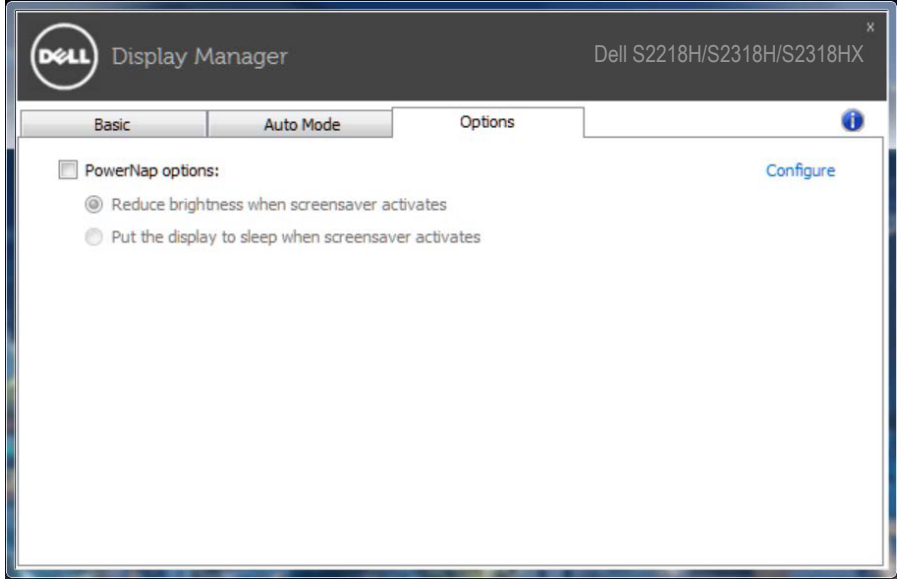 x
DELL Display Manager Dell S2218H/S2318H/S2318HX
Basic Auto Mode Options i
PowerNap options: Configure
Reduce brightness when screensaver activates
Put the display to sleep when screensaver activates